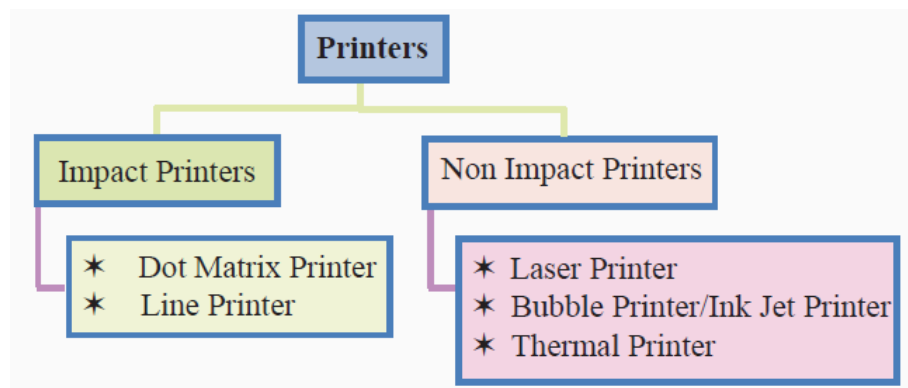 Printers
Impact Printers
Non Impact Printers
✶ Dot Matrix Printer
✶ Line Printer
✶ Laser Printer
✶ Bubble Printer/Ink Jet Printer
✶ Thermal Printer